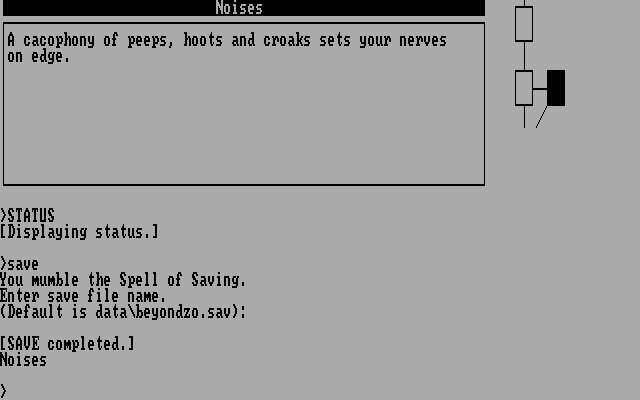 Noises
A cacophony of peeps, hoots and croaks sets your nerves
on edge.
>STATUS
[Displaying status.]
>save
You mumble the Spell of Saving.
Enter save file name.
(Default is data\beyondzo.sav):
[SAVE completed.]
Noises
>